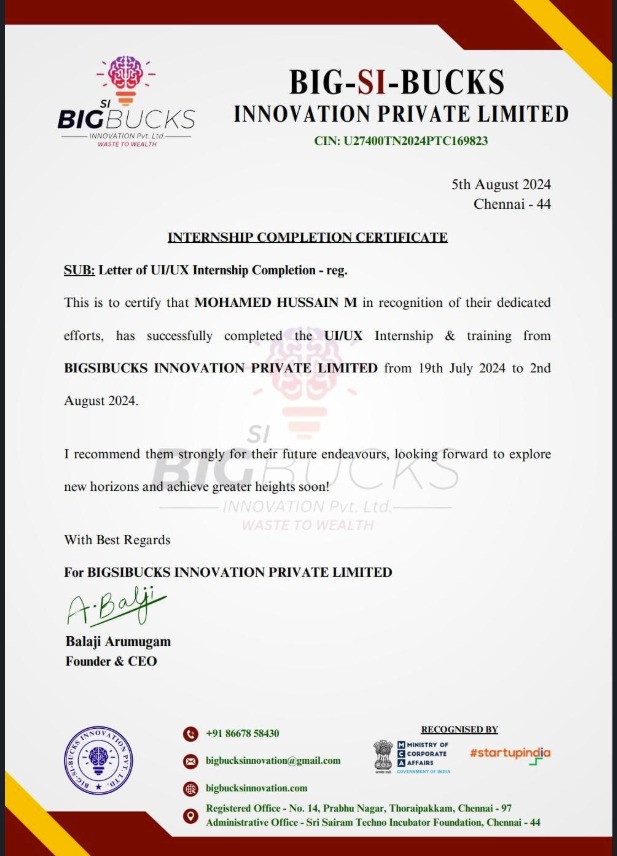 SI
BIGBUCKS
INNOVATION Pvt. Ltd.
WASTE TO WEALTH
BIG-SI-BUCKS
INNOVATION PRIVATE LIMITED
CIN: U27400TN2024PTC169823
5th August 2024
Chennai - 44
INTERNSHIP COMPLETION CERTIFICATE
SUB: Letter of UI/UX Internship Completion - reg.
This is to certify that MOHAMED HUSSAIN M in recognition of their dedicated
efforts, has successfully completed the UI/UX Internship & training from
BIGSIBUCKS INNOVATION PRIVATE LIMITED from 19th July 2024 to 2nd
August 2024.
I recommend them strongly for their future endeavours, looking forward to explore
new horizons and achieve greater heights soon!
SI
BIGBUCKS
INNOVATION Pvt. Ltd.
WASTE TO WEALTH
With Best Regards
For BIGSIBUCKS INNOVATION PRIVATE LIMITED
A.Balji
Balaji Arumugam
Founder & CEO
BIG-SI-BUCKS INNOVATION PVT. LTD.
+91 86678 58430
bigbucksinnovation@gmail.com
bigbucksinnovation.com
Registered Office - No. 14, Prabhu Nagar, Thoraipakkam, Chennai - 97
Administrative Office - Sri Sairam Techno Incubator Foundation, Chennai - 44
RECOGNISED BY
MCA
MINISTRY OF
CORPORATE
AFFAIRS
GOVERNMENT OF INDIA
#startupindia